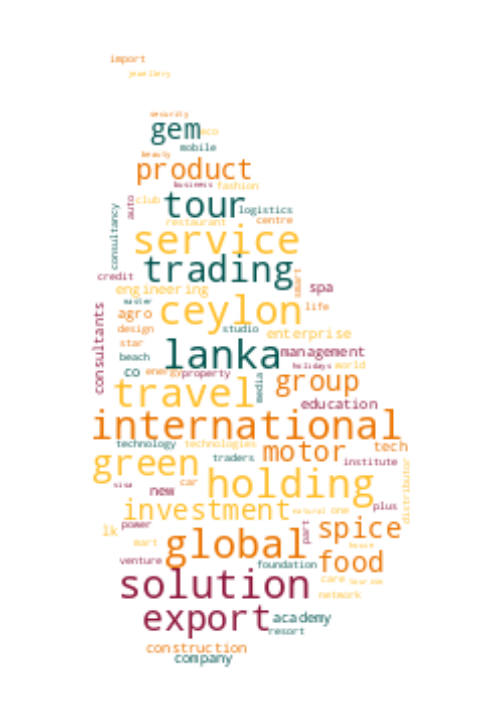 import
jewellery
security
gem eco
mobile
beauty
product
business fashion
auto club tour logistics
restaurant centre
consultancy
service
trading
credit smart
engineering spa
master
agro ceylon life
design studio enterprise
consultants
star lanka management
beach holidays world
co energy property
travel media group
education
international
technology technologies motor tech
green traders institute
visa new car holding distributor
investment natural one plus
lk power part spice
mart global
venture foundation food
solution care
network
export academy
resort
construction
company